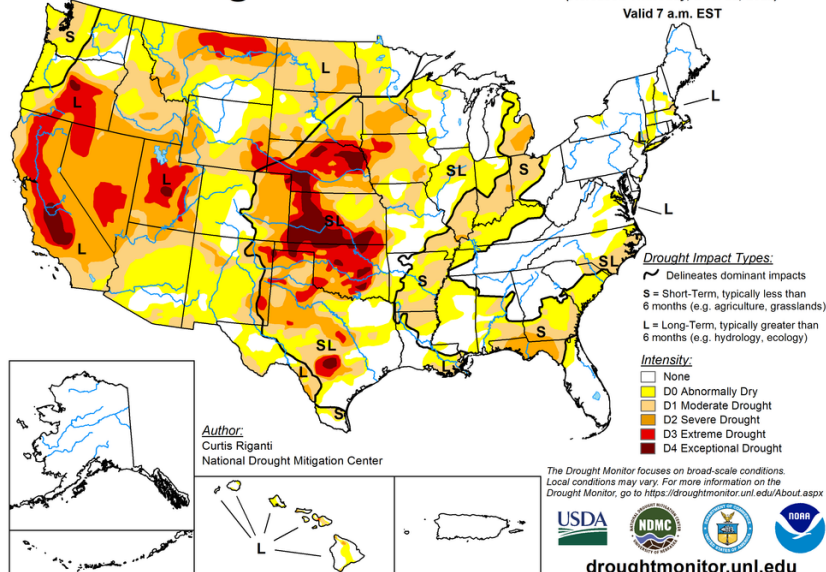 Valid 7 a.m. EST
S
L
L
L
L
L
SL
S
L
SL
S
SL
L
S
L
S
L
L
L
SL
Drought Impact Types:
Delineates dominant impacts
S = Short-Term, typically less than
6 months (e.g. agriculture, grasslands)
L = Long-Term, typically greater than
6 months (e.g. hydrology, ecology)
Intensity:
None
D0 Abnormally Dry
D1 Moderate Drought
D2 Severe Drought
D3 Extreme Drought
D4 Exceptional Drought
Author:
Curtis Riganti
National Drought Mitigation Center
L
The Drought Monitor focuses on broad-scale conditions.
Local conditions may vary. For more information on the
Drought Monitor, go to https://droughtmonitor.unl.edu/About.aspx
USDA
NDMC
NOAA
droughtmonitor.unl.edu